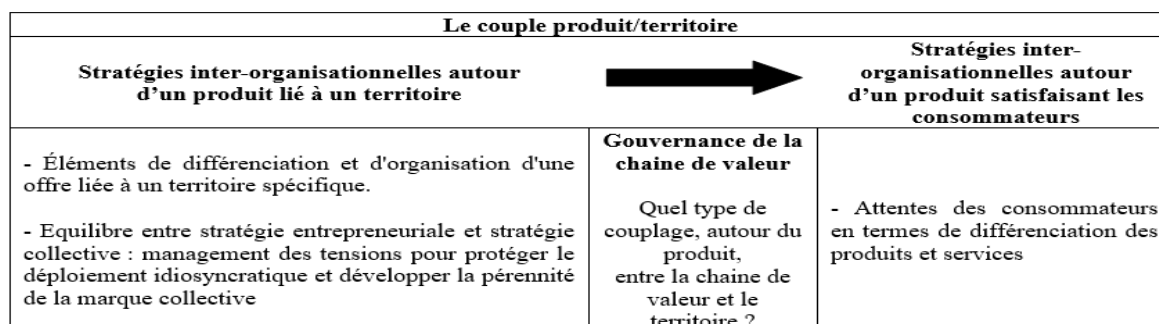 Le couple produit/territoire
Stratégies inter-organisationnelles autour
d’un produit lié à un territoire
Stratégies inter-
organisationnelles autour
d’un produit satisfaisant les
consommateurs
- Éléments de différenciation et d'organisation d'une
offre liée à un territoire spécifique.
- Equilibre entre stratégie entrepreneuriale et stratégie
collective : management des tensions pour protéger le
déploiement idiosyncratique et développer la pérennité
de la marque collective
Gouvernance de la
chaine de valeur
Quel type de
couplage, autour du
produit,
entre la chaine de
valeur et le
territoire ?
- Attentes des consommateurs
en termes de différenciation des
produits et services